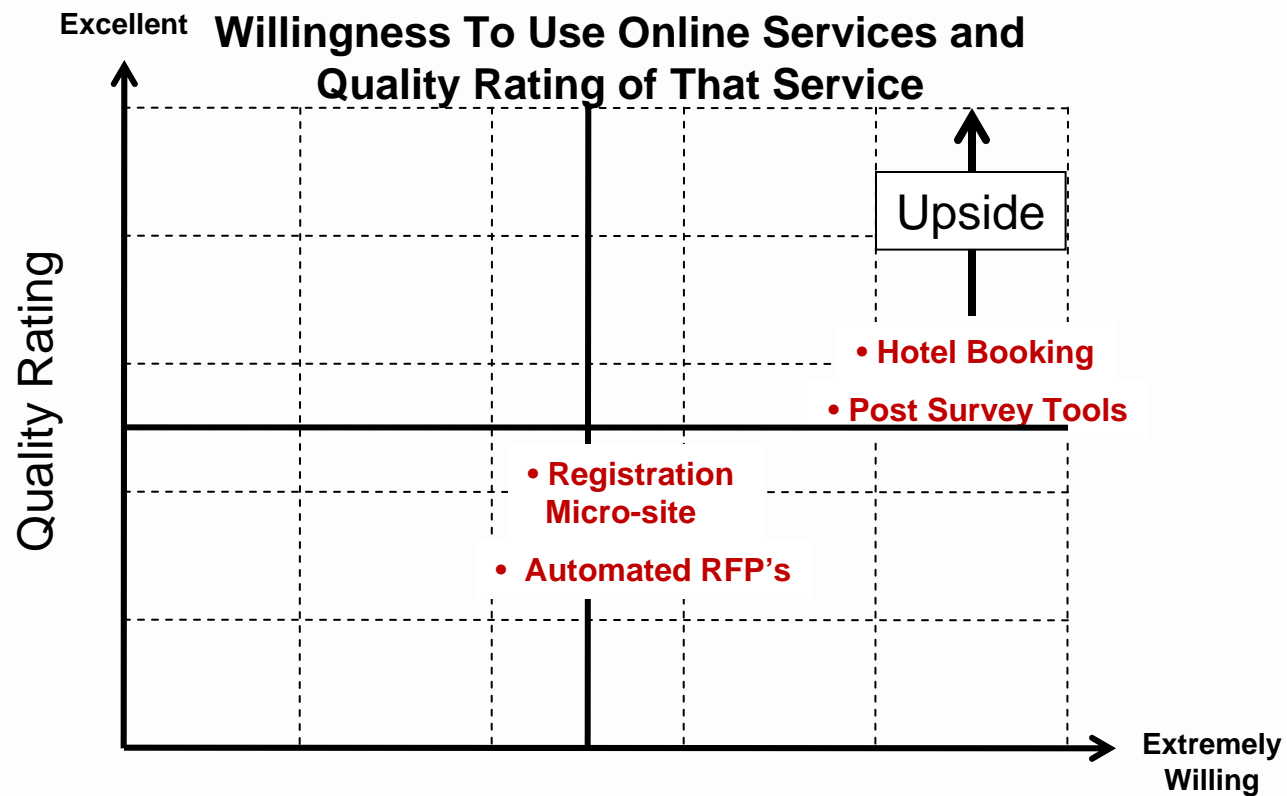 Excellent
Willingness To Use Online Services and
Quality Rating of That Service
Upside
Quality Rating
• Hotel Booking
• Post Survey Tools
• Registration
Micro-site
• Automated RFP’s
Extremely
Willing